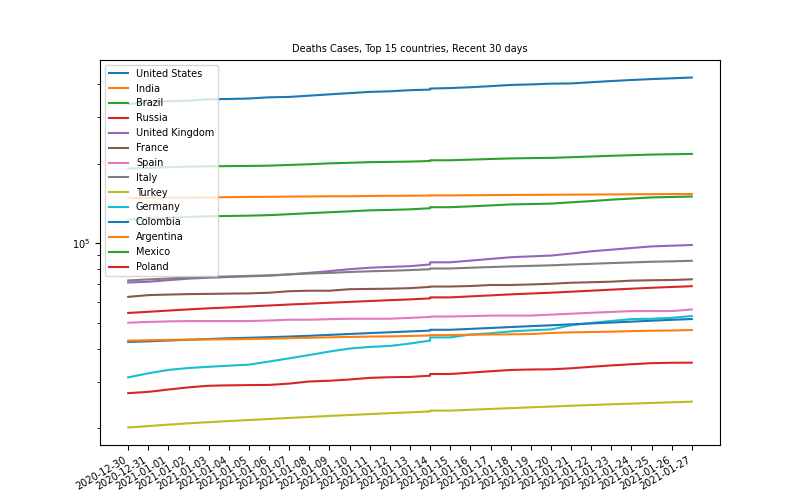 Deaths Cases, Top 15 countries, Recent 30 days
United States
India
Brazil
Russia
United Kingdom
France
Spain
Italy
Turkey
Germany
Colombia
Argentina
Mexico
Poland
10⁵
2020-12-30
2020-12-31
2021-01-01
2021-01-02
2021-01-03
2021-01-04
2021-01-05
2021-01-06
2021-01-07
2021-01-08
2021-01-09
2021-01-10
2021-01-11
2021-01-12
2021-01-13
2021-01-14
2021-01-15
2021-01-16
2021-01-17
2021-01-18
2021-01-19
2021-01-20
2021-01-21
2021-01-22
2021-01-23
2021-01-24
2021-01-25
2021-01-26
2021-01-27